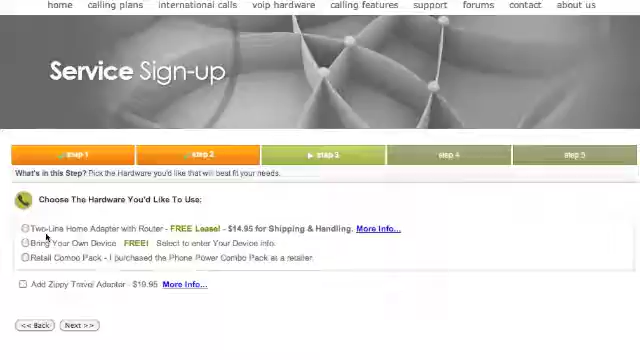 home calling plans international calls voip hardware calling features support forums contact about us
Service Sign-up
step 1 step 2 ▶ step 3 step 4 step 5
What's in this Step? Pick the Hardware you'd like that will best fit your needs.
Choose The Hardware You'd Like To Use:
Two-Line Home Adapter with Router - FREE Lease! - $14.95 for Shipping & Handling. More Info...
Bring Your Own Device - FREE! Select to enter Your Device info.
Retail Combo Pack - I purchased the Phone Power Combo Pack at a retailer.
Add Zippy Travel Adapter - $19.95 More Info...
<< Back Next >>